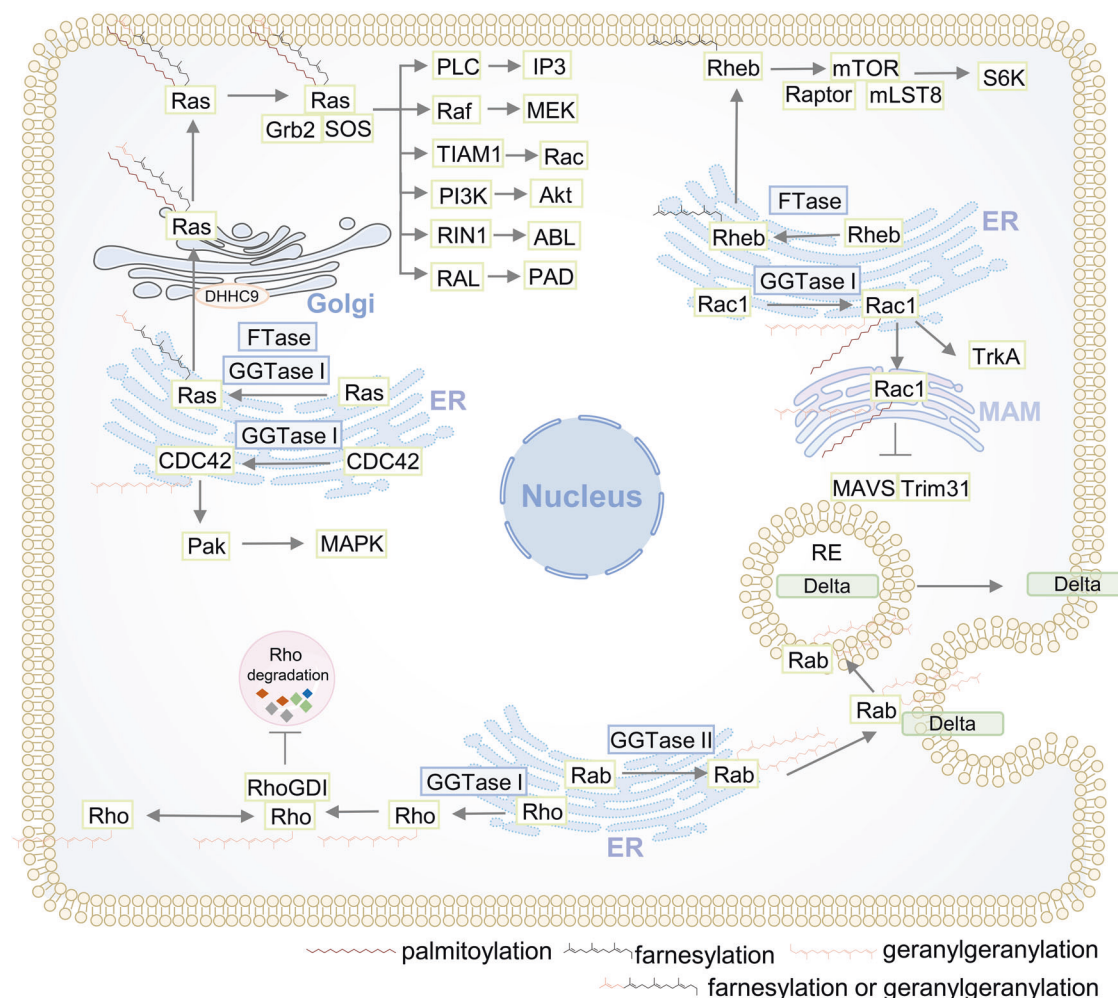 Ras
Ras
Grb2 SOS
PLC
IP3
Raf
MEK
TIAM1
Rac
PI3K
Akt
RIN1
ABL
RAL
PAD
Ras
DHHC9
Golgi
FTase
GGTase I
Ras
Ras
ER
GGTase I
CDC42
CDC42
Pak
MAPK
Rheb
mTOR
Raptor
mLST8
S6K
FTase
ER
Rheb
Rheb
GGTase I
Rac1
Rac1
TrkA
Rac1
MAM
MAVS Trim31
Nucleus
RE
Delta
Delta
Rab
Rab
Delta
Rho
degradation
RhoGDI
Rho
Rho
Rho
GGTase I
Rho
GGTase II
Rab
Rab
ER
palmitoylation
farnesylation
geranylgeranylation
farnesylation or geranylgeranylation